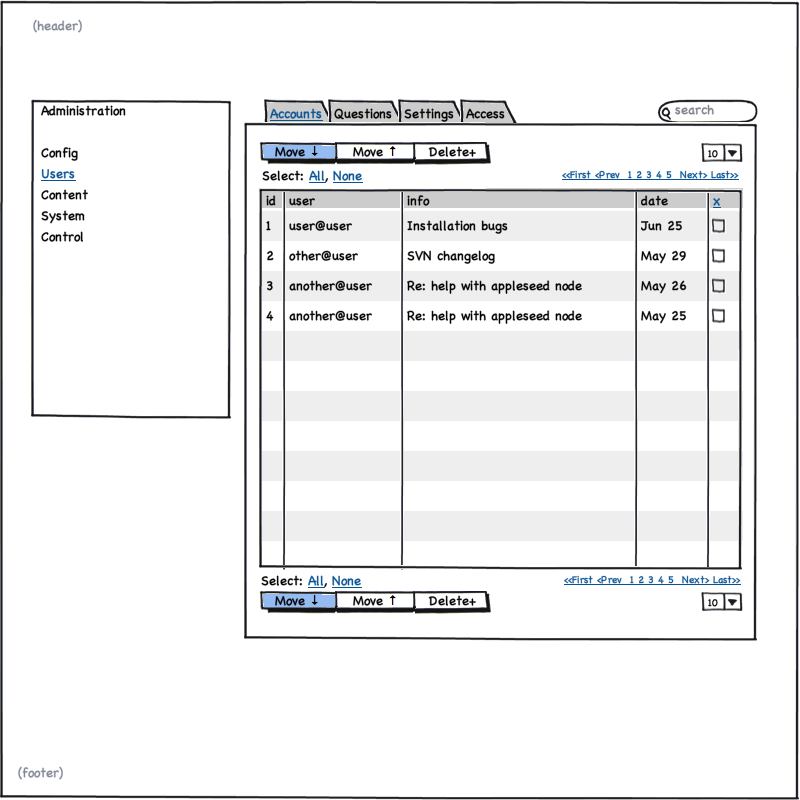 (header)
Administration
Config
Users
Content
System
Control
Accounts Questions Settings Access
search
Move ↓ Move ↑ Delete+
10
Select: All, None
<<First <Prev 1 2 3 4 5 Next> Last>>
id user info date x
1 user@user Installation bugs Jun 25
2 other@user SVN changelog May 29
3 another@user Re: help with appleseed node May 26
4 another@user Re: help with appleseed node May 25
Select: All, None
<<First <Prev 1 2 3 4 5 Next> Last>>
Move ↓ Move ↑ Delete+
10
(footer)